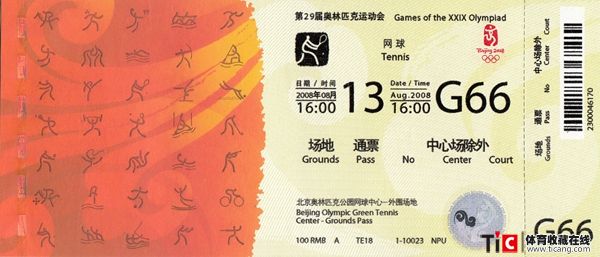 第29届奥林匹克运动会 Games of the XXIX Olympiad
网球
Tennis
Beijing 2008
日期 / 时间
2008年08月
16:00
13
Date / Time
Aug.2008
16:00
G66
场地 通票 中心场除外
Grounds Pass No Center Court
北京奥林匹克公园网球中心--外围场地
Beijing Olympic Green Tennis
Center - Grounds Pass
100 RMB A TE18 1-10023 NPU
中心场除外
Center Court
No
通票
Pass
场地
Grounds
2300046170
G66
TiC 体育收藏在线
www.ticang.com